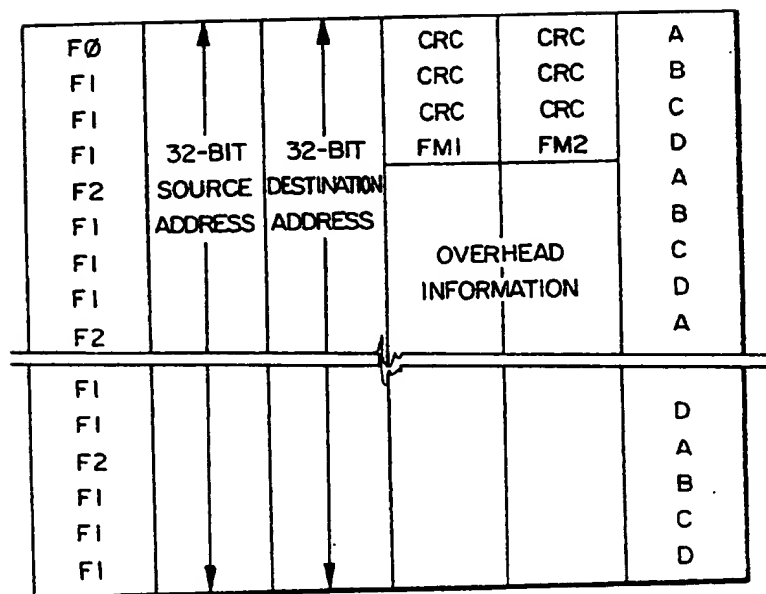 FØ CRC CRC A
F1 CRC CRC B
F1 CRC CRC C
F1 32-BIT 32-BIT FM1 FM2 D
F2 SOURCE DESTINATION A
F1 ADDRESS ADDRESS B
F1 OVERHEAD C
F1 INFORMATION D
F2 A
F1
F1 D
F2 A
F1 B
F1 C
F1 D